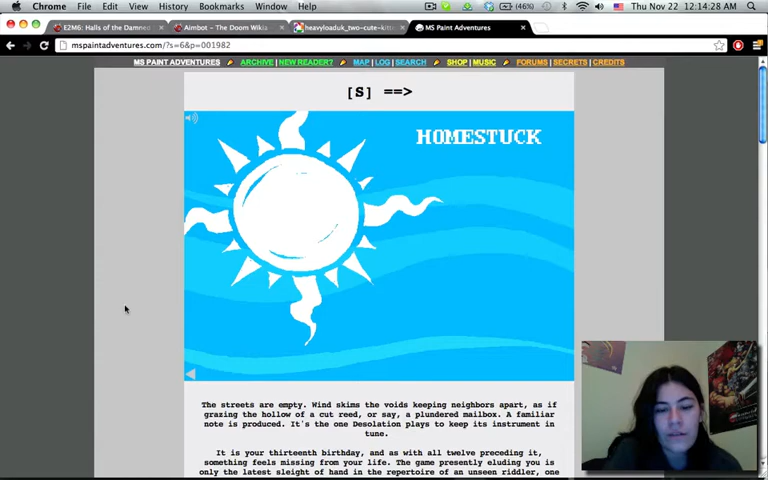 Chrome File Edit View History Bookmarks Window Help (46%) Thu Nov 22 12:14:28 AM
E2M6: Halls of the Damned
Aimbot – The Doom Wikia
heavyloaduk_two-cute-kitt
MS Paint Adventures
mspaintadventures.com/?s=6&p=001982
MS PAINT ADVENTURES ARCHIVE | NEW READER? MAP | LOG | SEARCH SHOP | MUSIC FORUMS | SECRETS | CREDITS
[S] ==>
HOMESTUCK
The streets are empty. Wind skims the voids keeping neighbors apart, as if
grazing the hollow of a cut reed, or say, a plundered mailbox. A familiar
note is produced. It's the one Desolation plays to keep its instrument in
tune.
It is your thirteenth birthday, and as with all twelve preceding it,
something feels missing from your life. The game presently eluding you is
only the latest sleight of hand in the repertoire of an unseen riddler, one